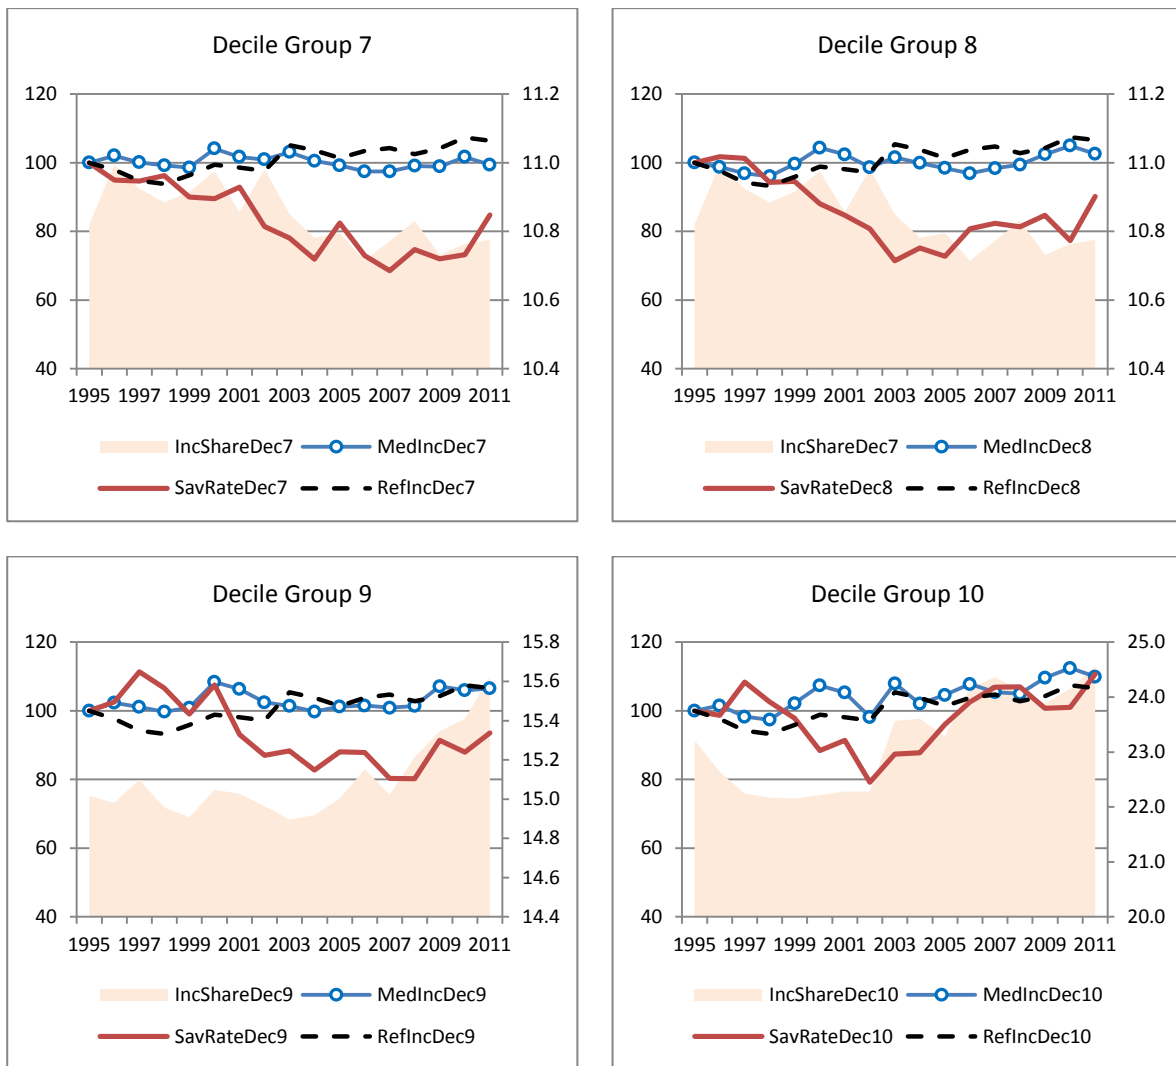 Decile Group 7
120
100
80
60
40
11.2
11.0
10.8
10.6
10.4
1995 1997 1999 2001 2003 2005 2007 2009 2011
IncShareDec7 MedIncDec7
SavRateDec7 RefIncDec7
Decile Group 8
120
100
80
60
40
11.2
11.0
10.8
10.6
10.4
1995 1997 1999 2001 2003 2005 2007 2009 2011
IncShareDec7 MedIncDec8
SavRateDec8 RefIncDec8
Decile Group 9
120
100
80
60
40
15.8
15.6
15.4
15.2
15.0
14.8
14.6
14.4
1995 1997 1999 2001 2003 2005 2007 2009 2011
IncShareDec9 MedIncDec9
SavRateDec9 RefIncDec9
Decile Group 10
120
100
80
60
40
25.0
24.0
23.0
22.0
21.0
20.0
1995 1997 1999 2001 2003 2005 2007 2009 2011
IncShareDec10 MedIncDec10
SavRateDec10 RefIncDec10